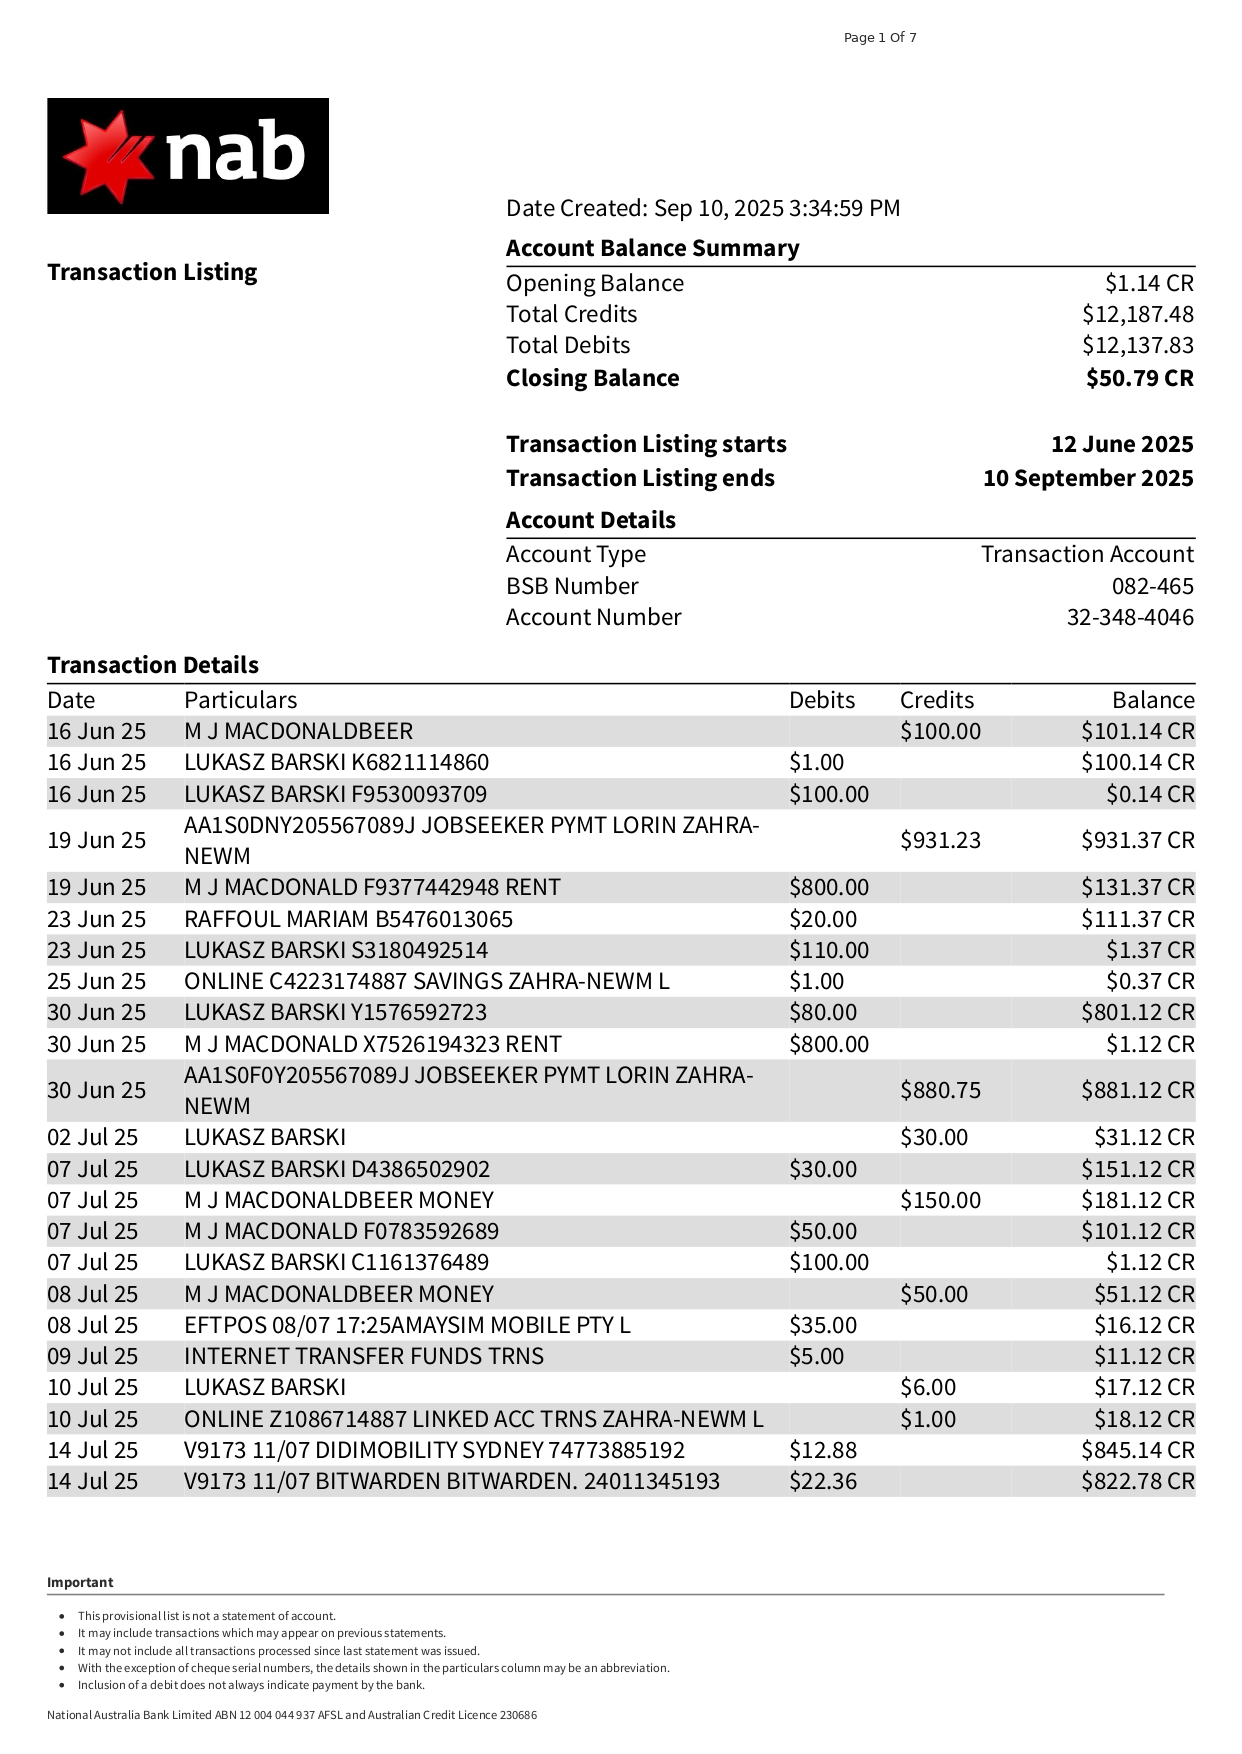 Page 1 Of 7
nab
Date Created: Sep 10, 2025 3:34:59 PM
Account Balance Summary
Transaction Listing
Opening Balance $1.14 CR
Total Credits $12,187.48
Total Debits $12,137.83
Closing Balance $50.79 CR
Transaction Listing starts 12 June 2025
Transaction Listing ends 10 September 2025
Account Details
Account Type Transaction Account
BSB Number 082-465
Account Number 32-348-4046
Transaction Details
Date Particulars Debits Credits Balance
16 Jun 25 M J MACDONALDBEER $100.00 $101.14 CR
16 Jun 25 LUKASZ BARSKI K6821114860 $1.00 $100.14 CR
16 Jun 25 LUKASZ BARSKI F9530093709 $100.00 $0.14 CR
19 Jun 25 AA1S0DNY205567089J JOBSEEKER PYMT LORIN ZAHRA-
NEWM $931.23 $931.37 CR
19 Jun 25 M J MACDONALD F9377442948 RENT $800.00 $131.37 CR
23 Jun 25 RAFFOUL MARIAM B5476013065 $20.00 $111.37 CR
23 Jun 25 LUKASZ BARSKI S3180492514 $110.00 $1.37 CR
25 Jun 25 ONLINE C4223174887 SAVINGS ZAHRA-NEWM L $1.00 $0.37 CR
30 Jun 25 LUKASZ BARSKI Y1576592723 $80.00 $801.12 CR
30 Jun 25 M J MACDONALD X7526194323 RENT $800.00 $1.12 CR
30 Jun 25 AA1S0F0Y205567089J JOBSEEKER PYMT LORIN ZAHRA-
NEWM $880.75 $881.12 CR
02 Jul 25 LUKASZ BARSKI $30.00 $31.12 CR
07 Jul 25 LUKASZ BARSKI D4386502902 $30.00 $151.12 CR
07 Jul 25 M J MACDONALDBEER MONEY $150.00 $181.12 CR
07 Jul 25 M J MACDONALD F0783592689 $50.00 $101.12 CR
07 Jul 25 LUKASZ BARSKI C1161376489 $100.00 $1.12 CR
08 Jul 25 M J MACDONALDBEER MONEY $50.00 $51.12 CR
08 Jul 25 EFTPOS 08/07 17:25AMAYSIM MOBILE PTY L $35.00 $16.12 CR
09 Jul 25 INTERNET TRANSFER FUNDS TRNS $5.00 $11.12 CR
10 Jul 25 LUKASZ BARSKI $6.00 $17.12 CR
10 Jul 25 ONLINE Z1086714887 LINKED ACC TRNS ZAHRA-NEWM L $1.00 $18.12 CR
14 Jul 25 V9173 11/07 DIDIMOBILITY SYDNEY 74773885192 $12.88 $845.14 CR
14 Jul 25 V9173 11/07 BITWARDEN BITWARDEN. 24011345193 $22.36 $822.78 CR
Important
• This provisional list is not a statement of account.
• It may include transactions which may appear on previous statements.
• It may not include all transactions processed since last statement was issued.
• With the exception of cheque serial numbers, the details shown in the particulars column may be an abbreviation.
• Inclusion of a debit does not always indicate payment by the bank.
National Australia Bank Limited ABN 12 004 044 937 AFSL and Australian Credit Licence 230686